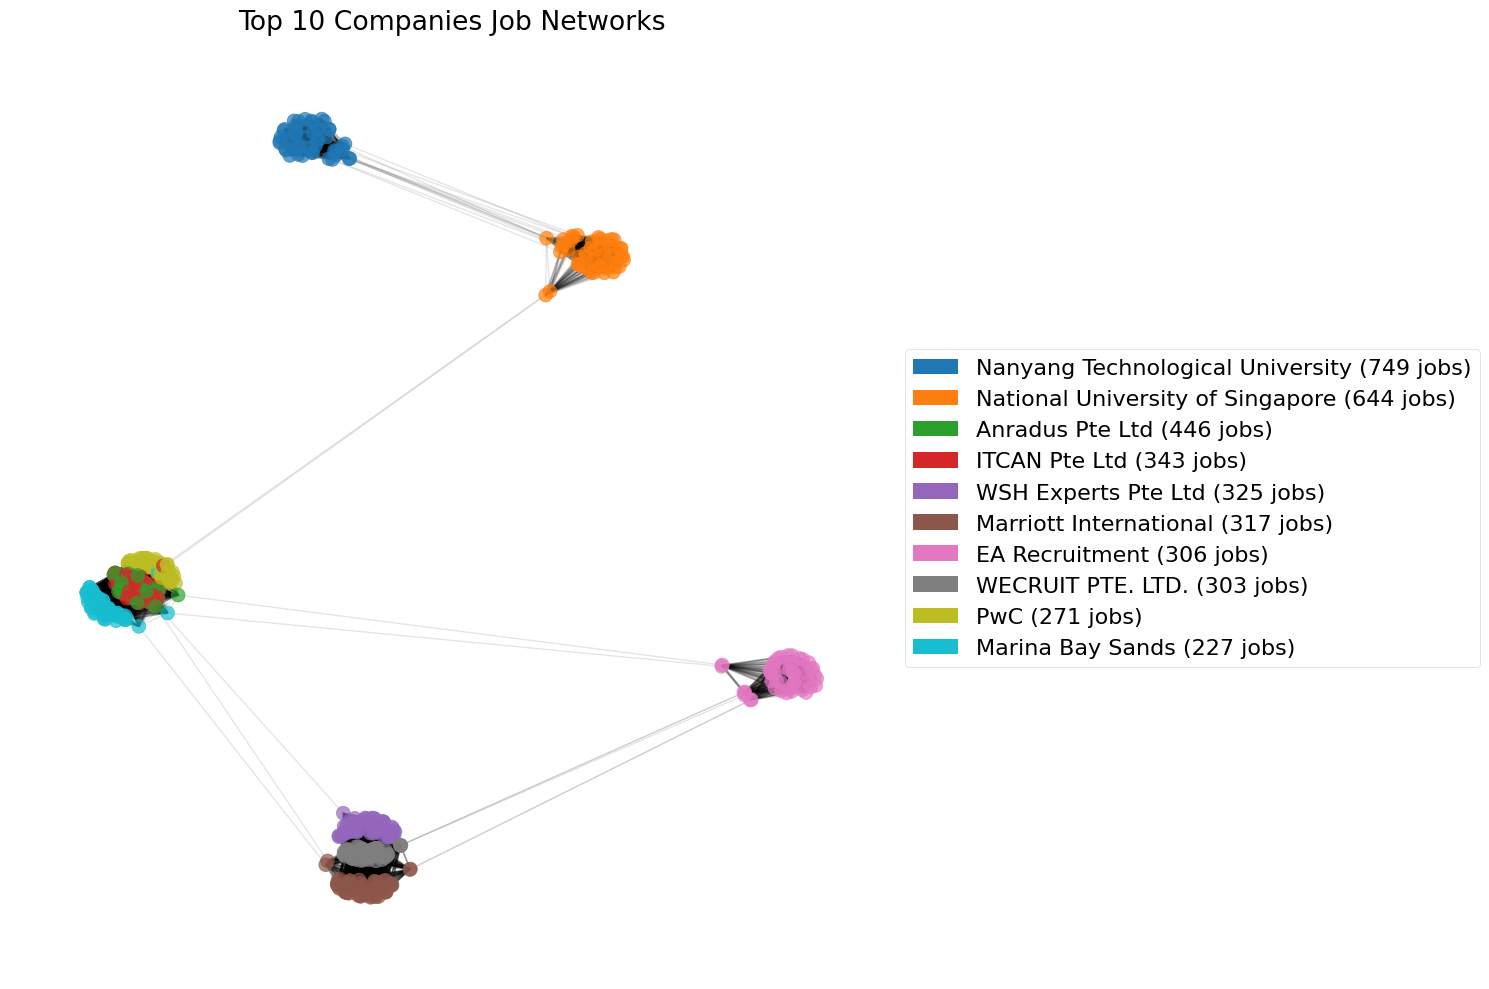 Top 10 Companies Job Networks
Nanyang Technological University (749 jobs)
National University of Singapore (644 jobs)
Anradus Pte Ltd (446 jobs)
ITCAN Pte Ltd (343 jobs)
WSH Experts Pte Ltd (325 jobs)
Marriott International (317 jobs)
EA Recruitment (306 jobs)
WECRUIT PTE. LTD. (303 jobs)
PwC (271 jobs)
Marina Bay Sands (227 jobs)